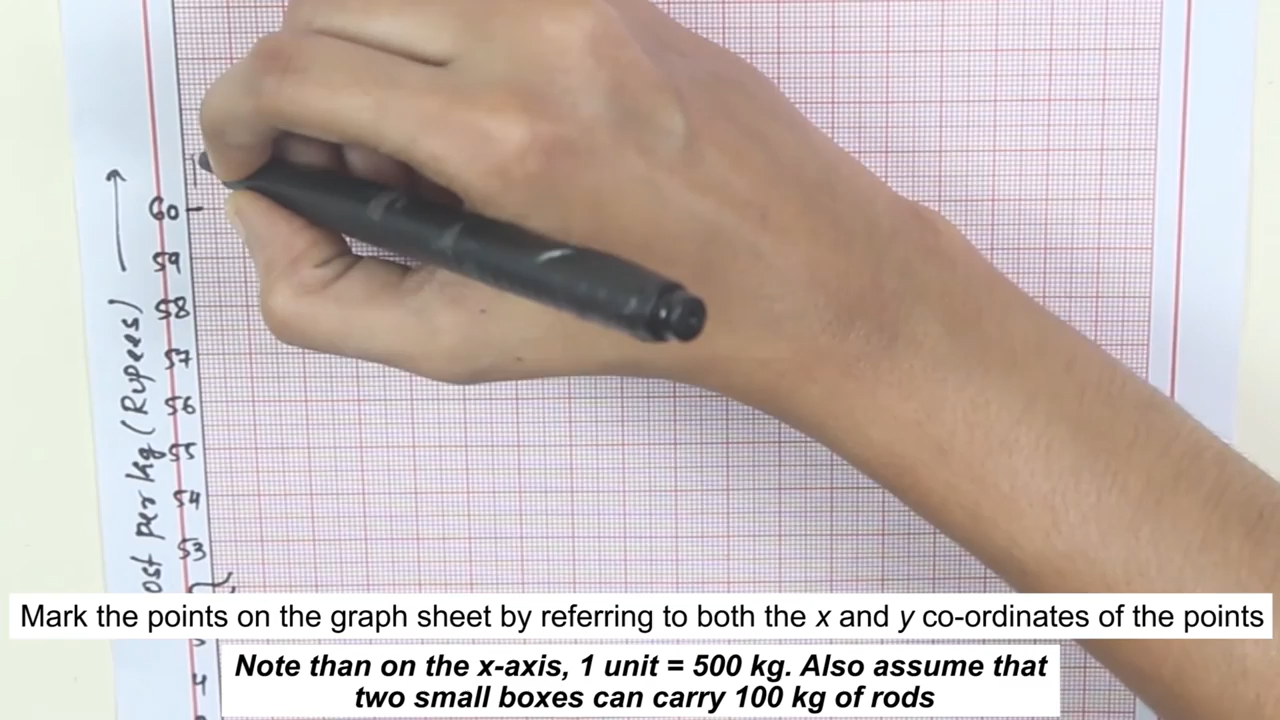 60
59
58
57
56
55
54
53
4
ost per kg (Rupees)
Mark the points on the graph sheet by referring to both the x and y co-ordinates of the points
Note than on the x-axis, 1 unit = 500 kg. Also assume that
two small boxes can carry 100 kg of rods